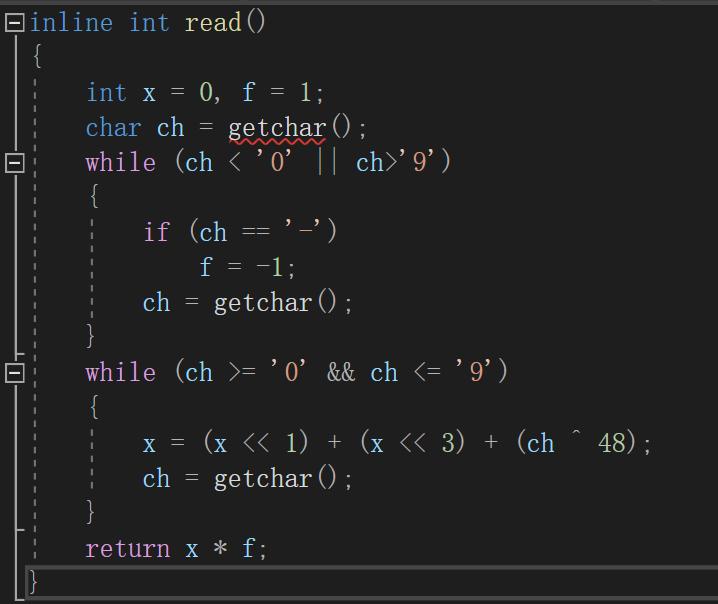 inline int read()
{
    int x = 0, f = 1;
    char ch = getchar();
    while (ch < '0' || ch>'9')
    {
        if (ch == '-')
            f = -1;
        ch = getchar();
    }
    while (ch >= '0' && ch <= '9')
    {
        x = (x << 1) + (x << 3) + (ch ^ 48);
        ch = getchar();
    }
    return x * f;
}